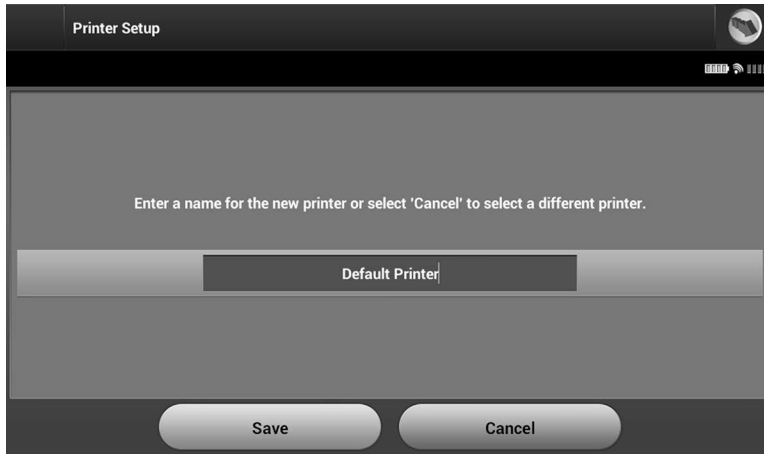 Printer Setup
Enter a name for the new printer or select 'Cancel' to select a different printer.
Default Printer
Save
Cancel